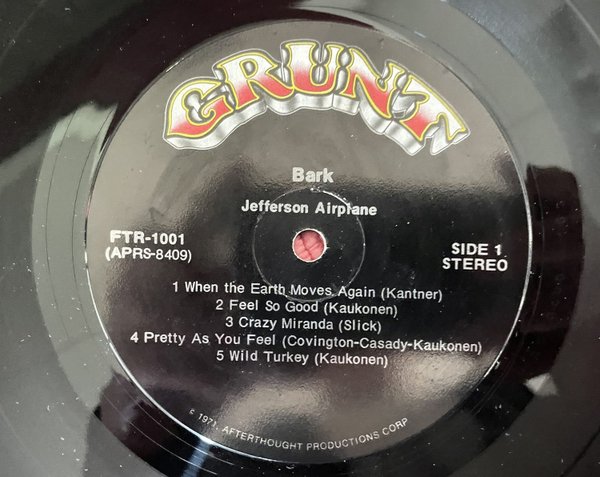 GRUNT
Bark
Jefferson Airplane
FTR-1001
(APRS-8409)
SIDE 1
STEREO
1 When the Earth Moves Again (Kantner)
2 Feel So Good (Kaukonen)
3 Crazy Miranda (Slick)
4 Pretty As You Feel (Covington-Casady-Kaukonen)
5 Wild Turkey (Kaukonen)
© 1971, AFTERTHOUGHT PRODUCTIONS CORP